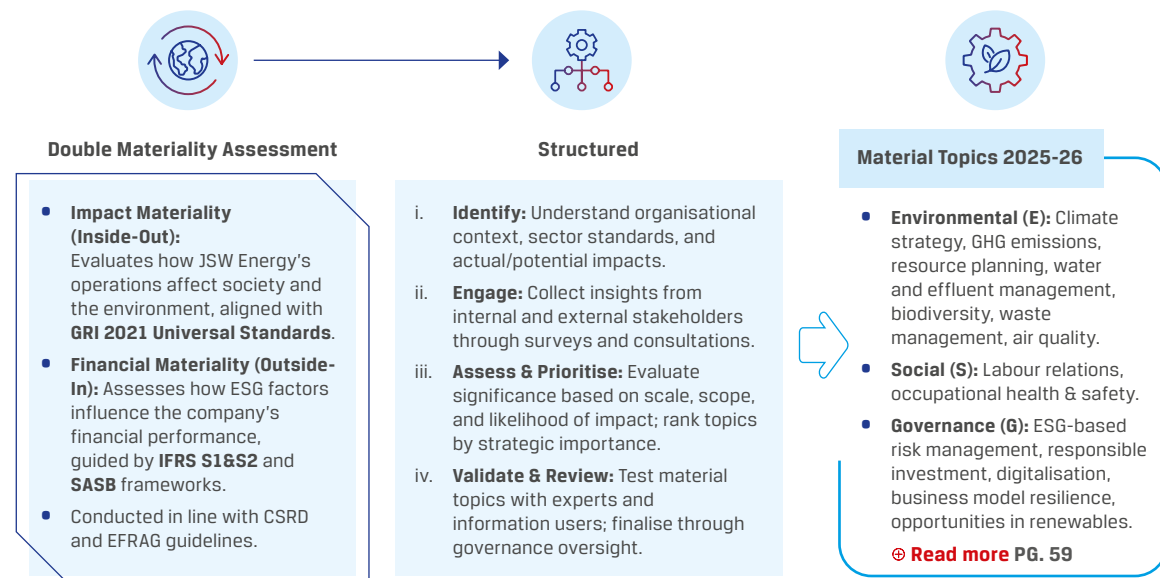 Double Materiality Assessment
• Impact Materiality
(Inside-Out):
Evaluates how JSW Energy's
operations affect society and
the environment, aligned with
GRI 2021 Universal Standards.
• Financial Materiality (Outside-
In): Assesses how ESG factors
influence the company's
financial performance,
guided by IFRS S1&S2 and
SASB frameworks.
• Conducted in line with CSRD
and EFRAG guidelines.
Structured
i. Identify: Understand organisational
context, sector standards, and
actual/potential impacts.
ii. Engage: Collect insights from
internal and external stakeholders
through surveys and consultations.
iii. Assess & Prioritise: Evaluate
significance based on scale, scope,
and likelihood of impact; rank topics
by strategic importance.
iv. Validate & Review: Test material
topics with experts and
information users; finalise through
governance oversight.
Material Topics 2025-26
• Environmental (E): Climate
strategy, GHG emissions,
resource planning, water
and effluent management,
biodiversity, waste
management, air quality.
• Social (S): Labour relations,
occupational health & safety.
• Governance (G): ESG-based
risk management, responsible
investment, digitalisation,
business model resilience,
opportunities in renewables.
⊕ Read more PG. 59